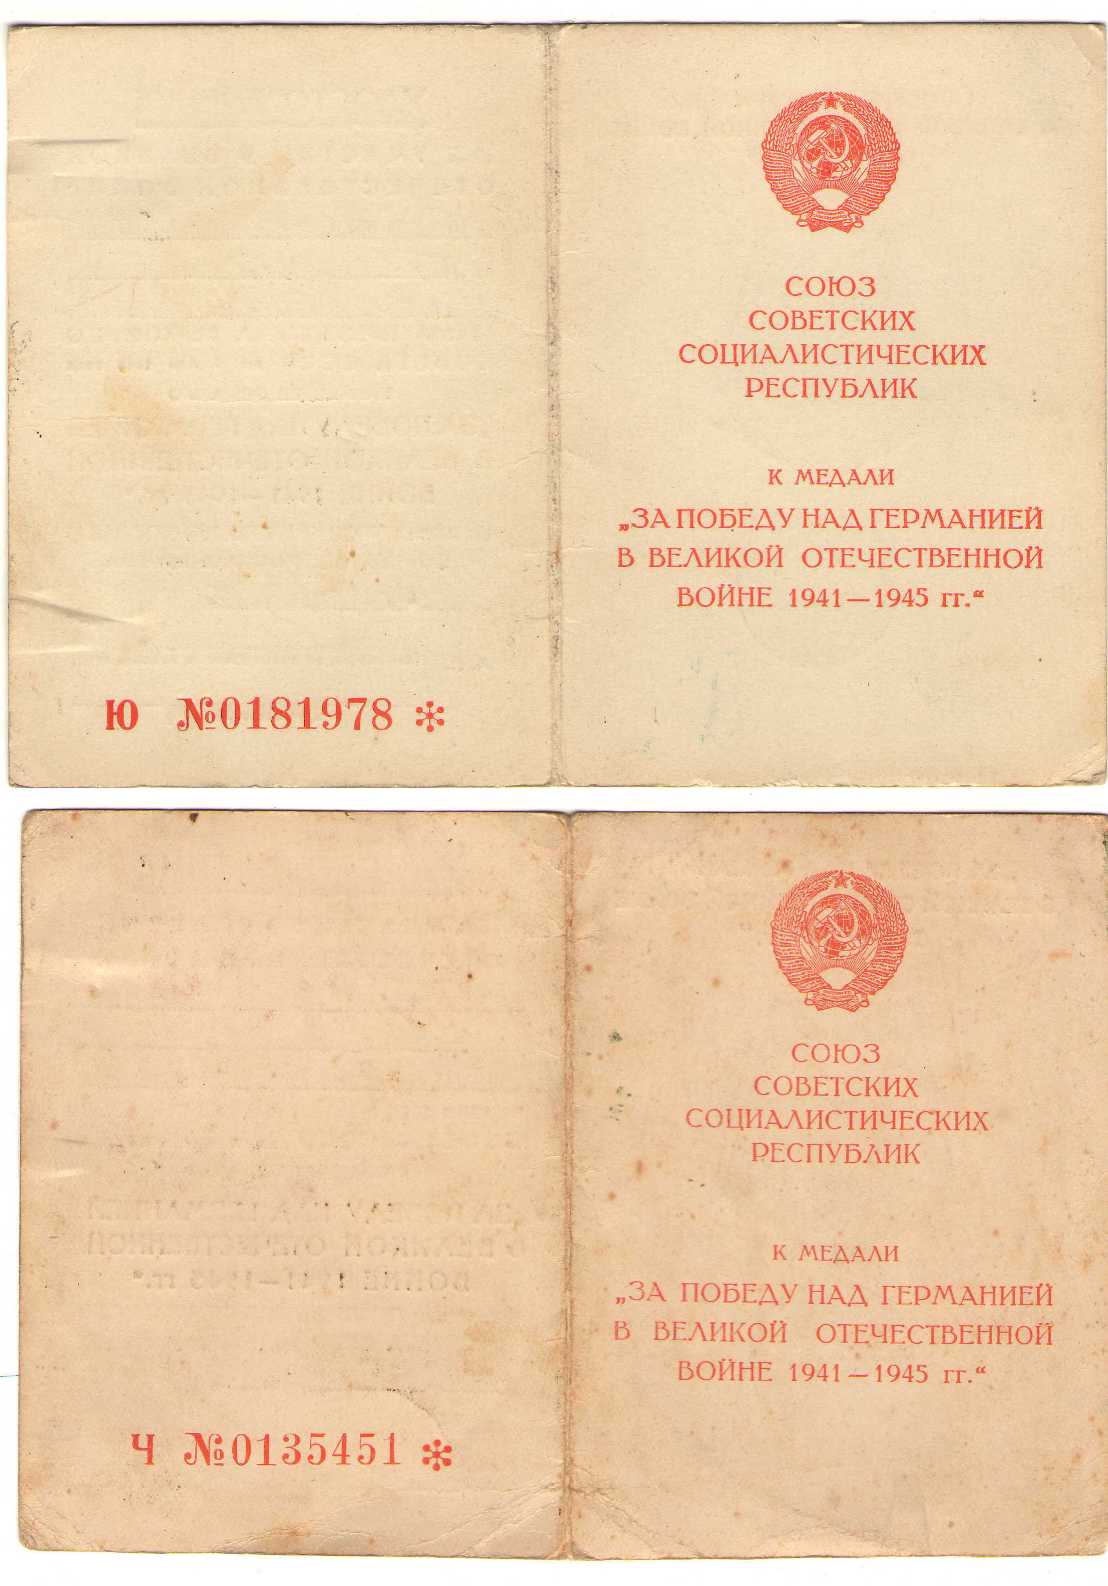 СОЮЗ
СОВЕТСКИХ
СОЦИАЛИСТИЧЕСКИХ
РЕСПУБЛИК
К МЕДАЛИ
„ЗА ПОБЕДУ НАД ГЕРМАНИЕЙ
В ВЕЛИКОЙ ОТЕЧЕСТВЕННОЙ
ВОЙНЕ 1941—1945 гг.“
Ю №0181978
СОЮЗ
СОВЕТСКИХ
СОЦИАЛИСТИЧЕСКИХ
РЕСПУБЛИК
К МЕДАЛИ
„ЗА ПОБЕДУ НАД ГЕРМАНИЕЙ
В ВЕЛИКОЙ ОТЕЧЕСТВЕННОЙ
ВОЙНЕ 1941—1945 гг.“
Ч №0135451